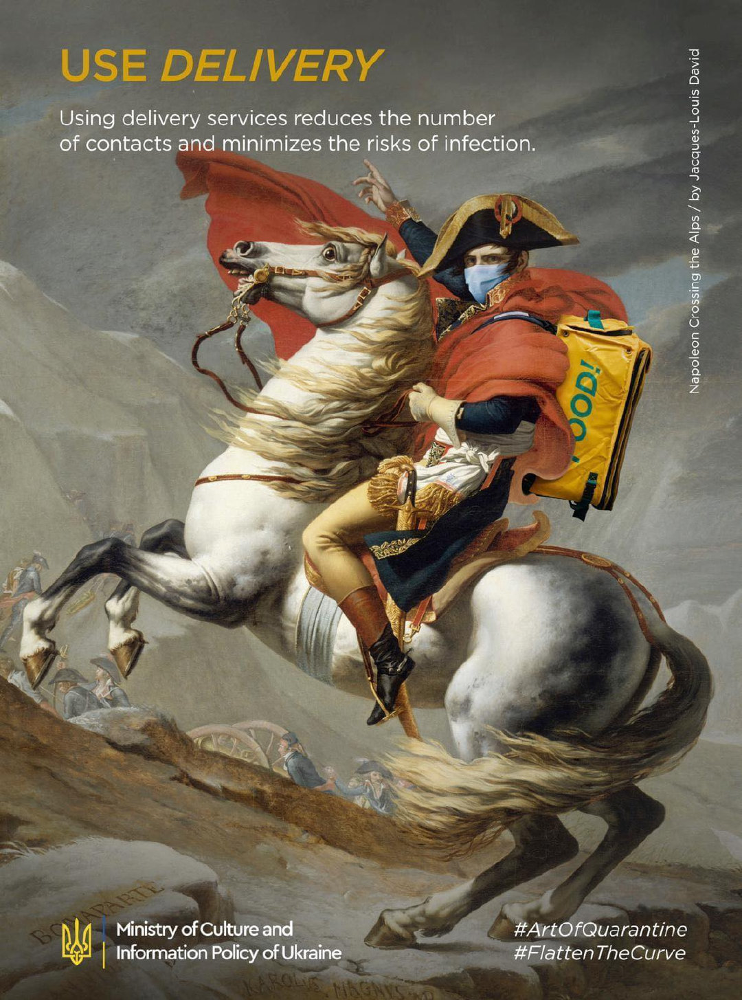 USE DELIVERY
Using delivery services reduces the number
of contacts and minimizes the risks of infection.
Napoleon Crossing the Alps / by Jacques-Louis David
OOD!
BONAPARTE
Ministry of Culture and
Information Policy of Ukraine
#ArtOfQuarantine
#FlattenTheCurve
KAROLUS MAGNVS